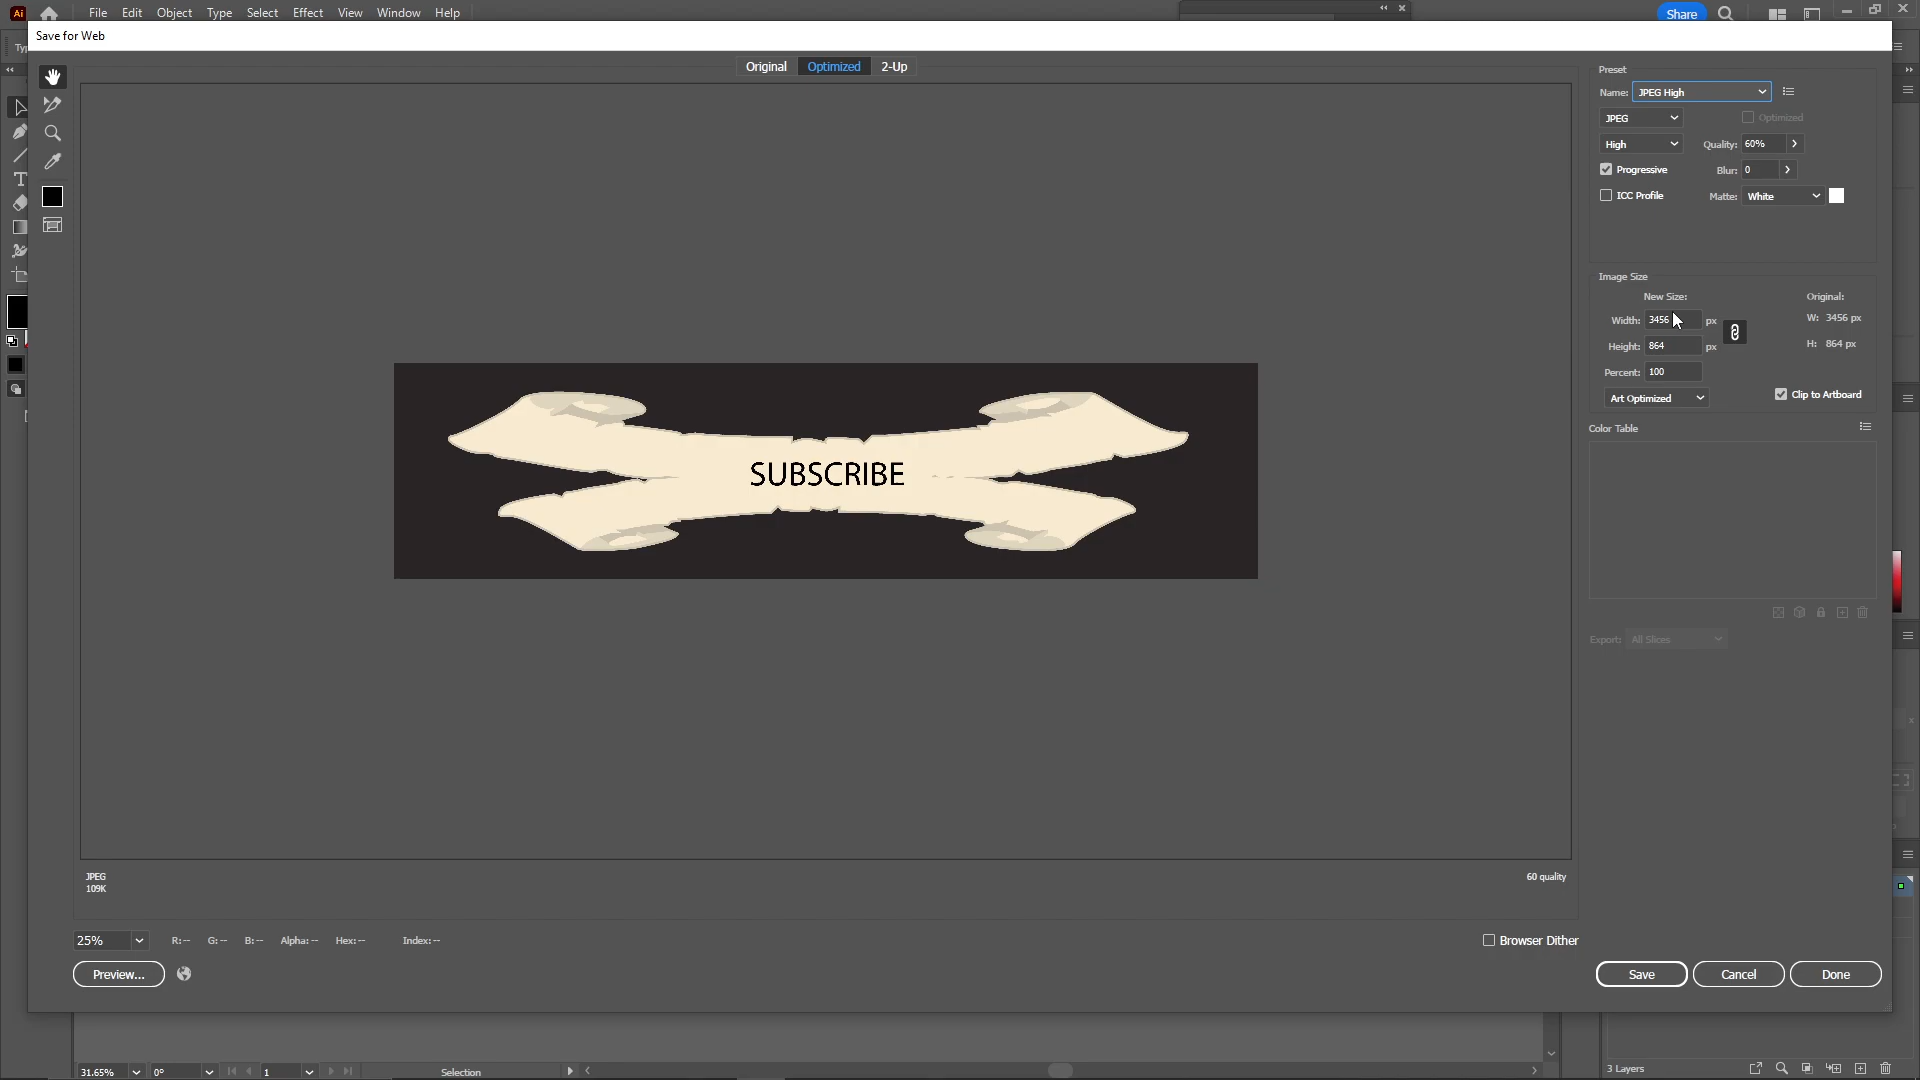 Ai File Edit Object Type Select Effect View Window Help Share
Save for Web
Original Optimized 2-Up
Preset
Name: JPEG High
JPEG Optimized
High Quality: 60%
Progressive Blur: 0
ICC Profile Matte: White
Image Size
New Size: Original:
Width: 3456 px W: 3456 px
Height: 864 px H: 864 px
Percent: 100
Art Optimized Clip to Artboard
Color Table
SUBSCRIBE
Export: All Slices
JPEG 60 quality
109K
25% R: -- G: -- B: -- Alpha: -- Hex: -- Index: -- Browser Dither
Preview... Save Cancel Done
31.65% 0° 1 Selection 3 Layers